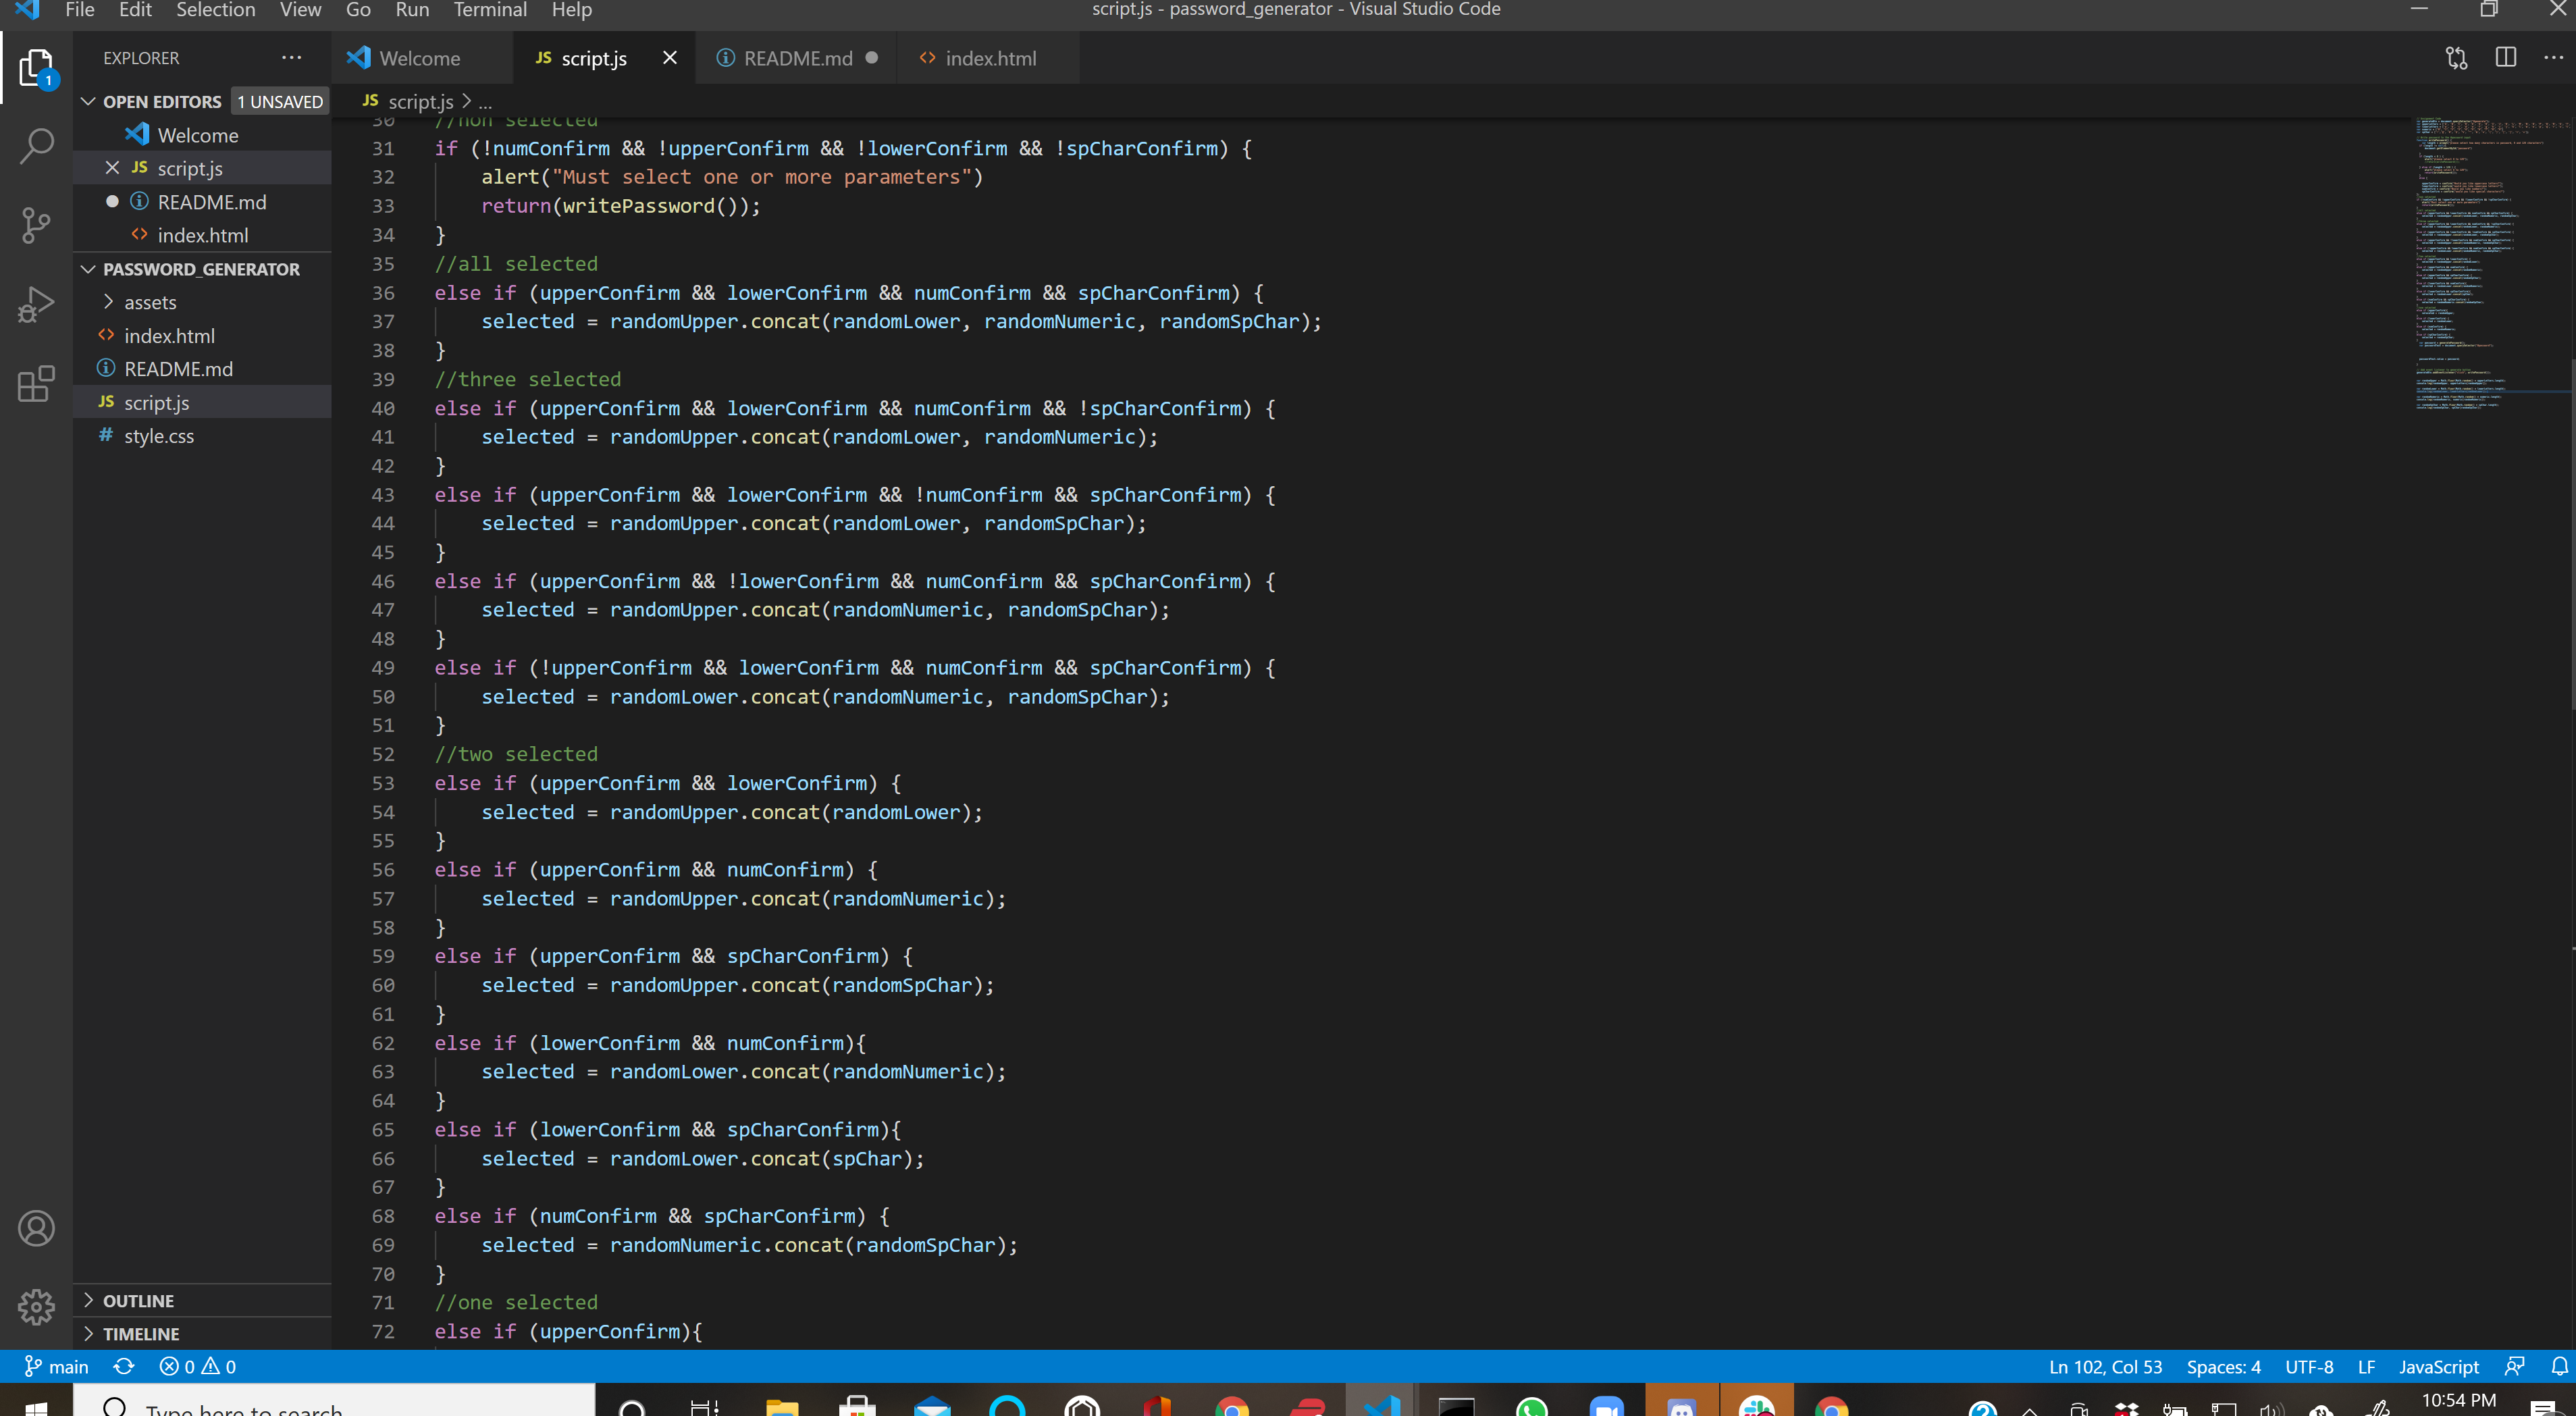 File Edit Selection View Go Run Terminal Help
script.js - password_generator - Visual Studio Code
EXPLORER
Welcome
JS script.js
README.md
index.html
1
OPEN EDITORS 1 UNSAVED
Welcome
JS script.js
README.md
index.html
PASSWORD_GENERATOR
assets
index.html
README.md
JS script.js
# style.css
OUTLINE
TIMELINE
JS script.js > ...
30 //non selected
31 if (!numConfirm && !upperConfirm && !lowerConfirm && !spCharConfirm) {
32 alert("Must select one or more parameters")
33 return(writePassword());
34 }
35 //all selected
36 else if (upperConfirm && lowerConfirm && numConfirm && spCharConfirm) {
37 selected = randomUpper.concat(randomLower, randomNumeric, randomSpChar);
38 }
39 //three selected
40 else if (upperConfirm && lowerConfirm && numConfirm && !spCharConfirm) {
41 selected = randomUpper.concat(randomLower, randomNumeric);
42 }
43 else if (upperConfirm && lowerConfirm && !numConfirm && spCharConfirm) {
44 selected = randomUpper.concat(randomLower, randomSpChar);
45 }
46 else if (upperConfirm && !lowerConfirm && numConfirm && spCharConfirm) {
47 selected = randomUpper.concat(randomNumeric, randomSpChar);
48 }
49 else if (!upperConfirm && lowerConfirm && numConfirm && spCharConfirm) {
50 selected = randomLower.concat(randomNumeric, randomSpChar);
51 }
52 //two selected
53 else if (upperConfirm && lowerConfirm) {
54 selected = randomUpper.concat(randomLower);
55 }
56 else if (upperConfirm && numConfirm) {
57 selected = randomUpper.concat(randomNumeric);
58 }
59 else if (upperConfirm && spCharConfirm) {
60 selected = randomUpper.concat(randomSpChar);
61 }
62 else if (lowerConfirm && numConfirm){
63 selected = randomLower.concat(randomNumeric);
64 }
65 else if (lowerConfirm && spCharConfirm){
66 selected = randomLower.concat(spChar);
67 }
68 else if (numConfirm && spCharConfirm) {
69 selected = randomNumeric.concat(randomSpChar);
70 }
71 //one selected
72 else if (upperConfirm){
main 0 0
Ln 102, Col 53 Spaces: 4 UTF-8 LF JavaScript
Type here to search
10:54 PM